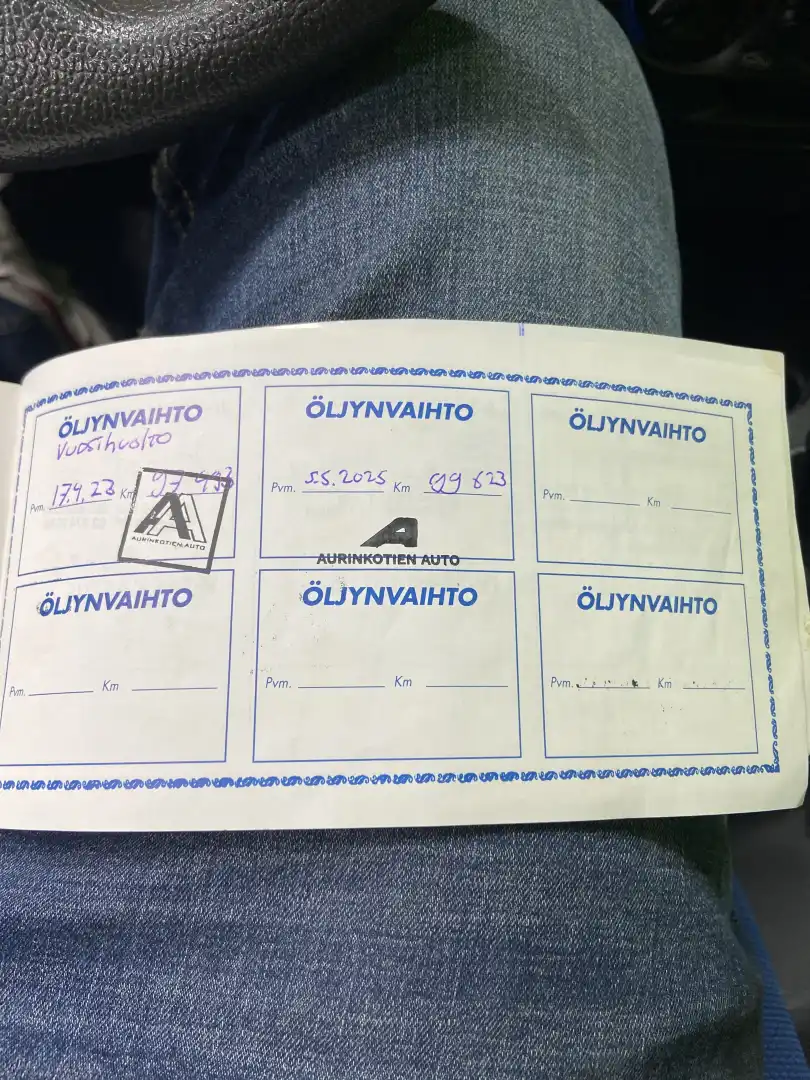 ÖLJYNVAIHTO
Vuosihuolto
Pvm. 17.4.23 Km
AURINKOTIEN AUTO
ÖLJYNVAIHTO
Pvm. 5.5.2025 Km 99 623
AURINKOTIEN AUTO
ÖLJYNVAIHTO
Pvm. Km
ÖLJYNVAIHTO
Pvm. Km
ÖLJYNVAIHTO
Pvm. Km
ÖLJYNVAIHTO
Pvm. Km